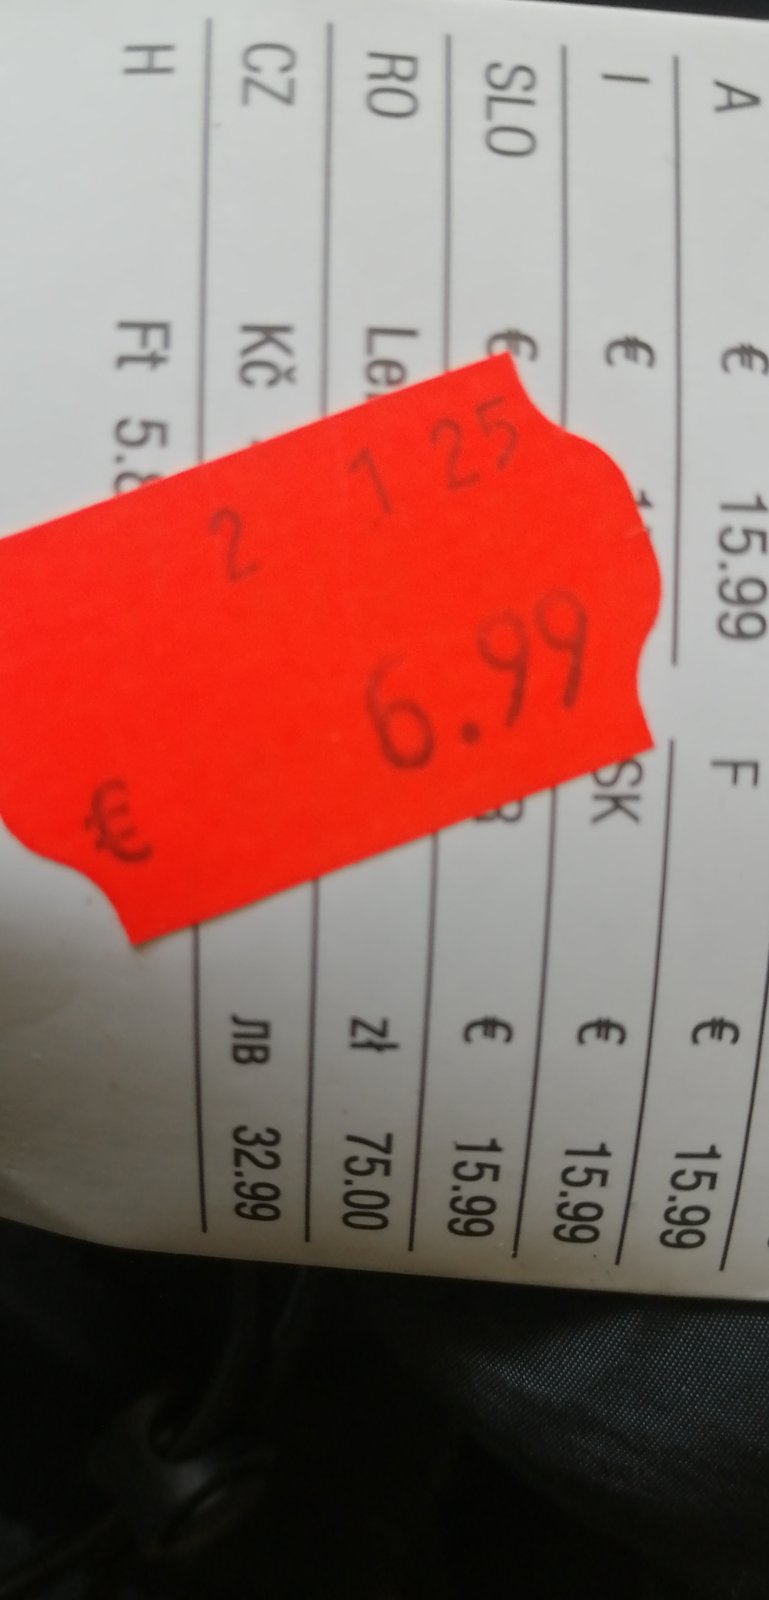 A € 15.99 F € 15.99
I € SK € 15.99
SLO € € 15.99
RO Lei zł 75.00
CZ Kč лв 32.99
H Ft 5.8
2 1 25
6.99
€